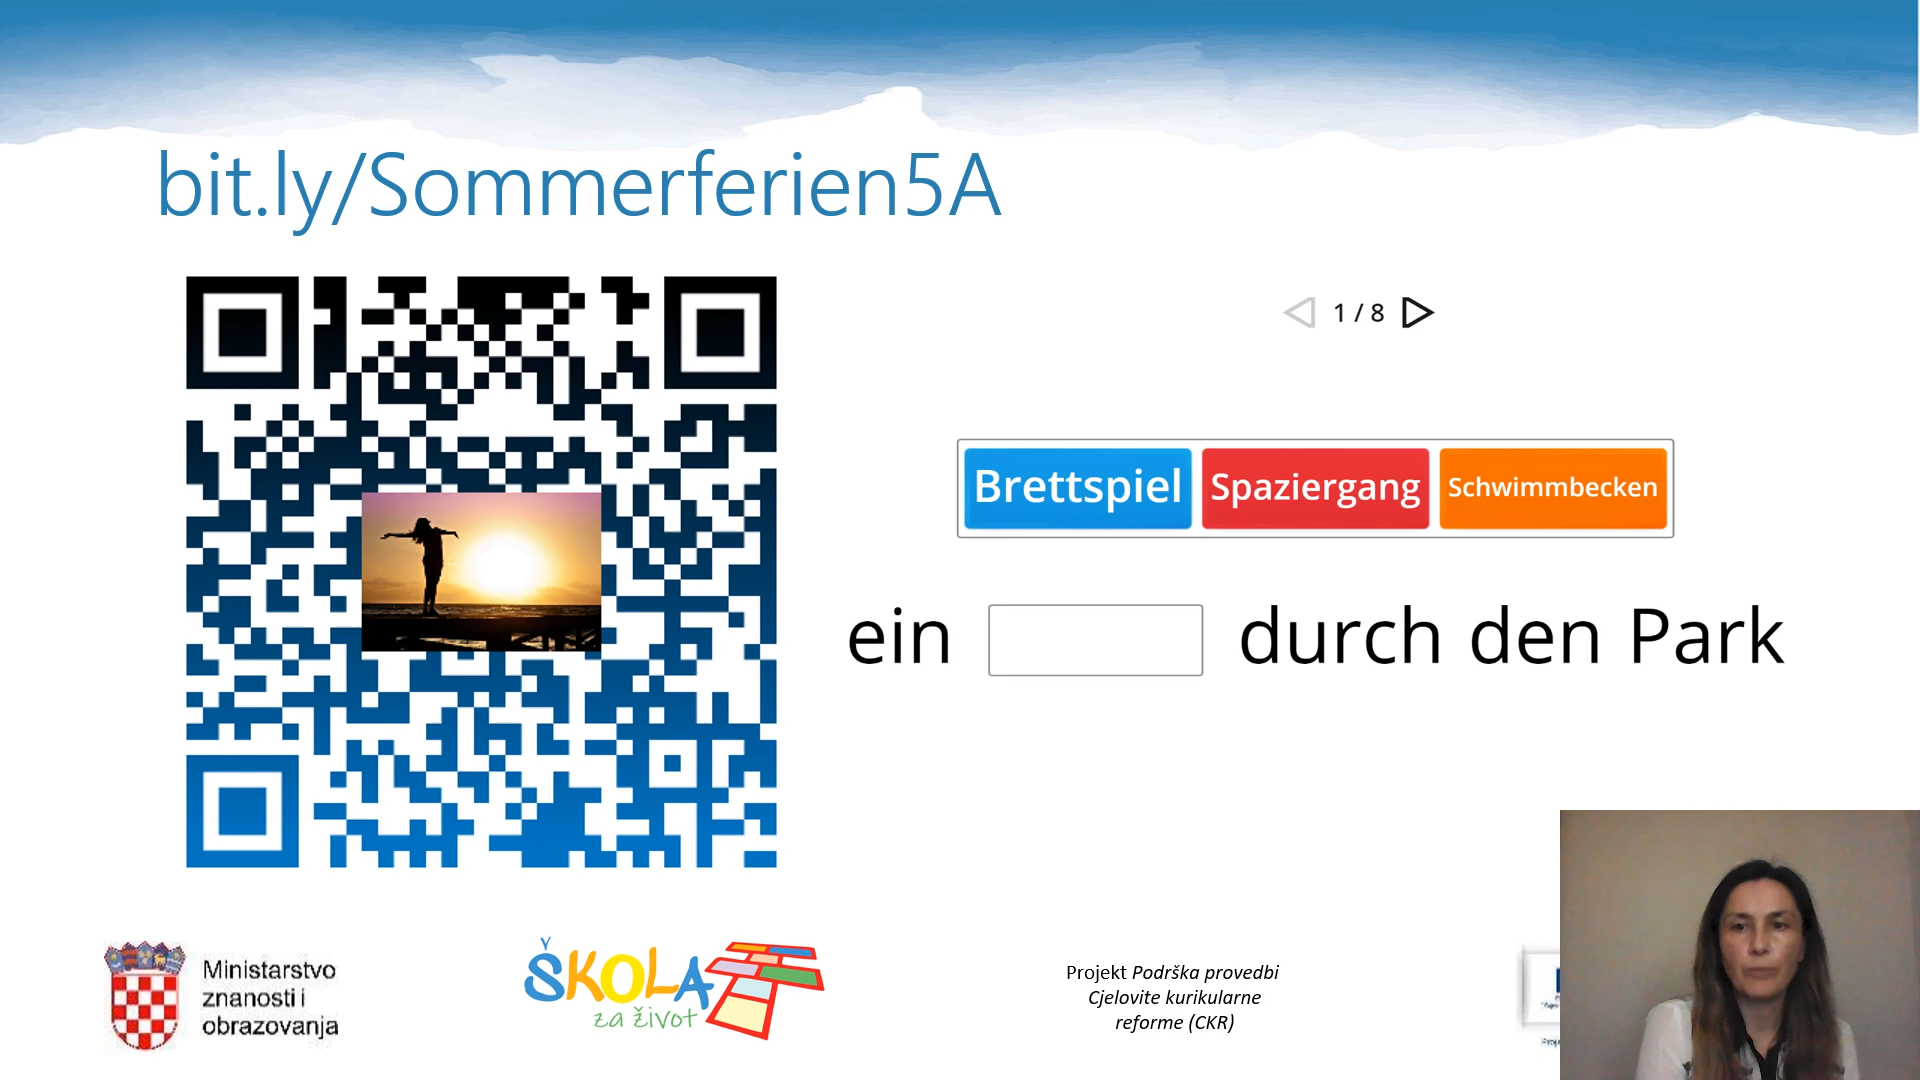 bit.ly/Sommerferien5A
1 / 8
Brettspiel Spaziergang Schwimmbecken
ein durch den Park
Ministarstvo
znanosti i
obrazovanja
ŠKOLA
za život
Projekt Podrška provedbi
Cjelovite kurikularne
reforme (CKR)